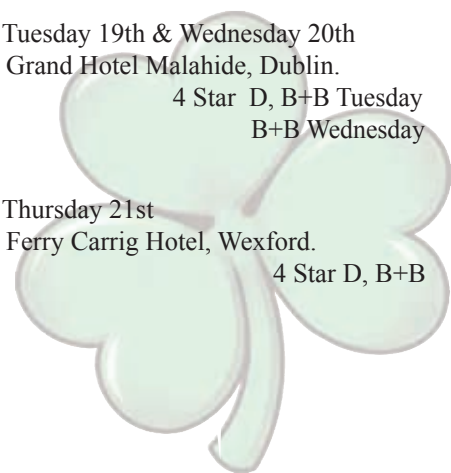 Tuesday 19th & Wednesday 20th
Grand Hotel Malahide, Dublin.
4 Star D, B+B Tuesday
B+B Wednesday
Thursday 21st
Ferry Carrig Hotel, Wexford.
4 Star D, B+B